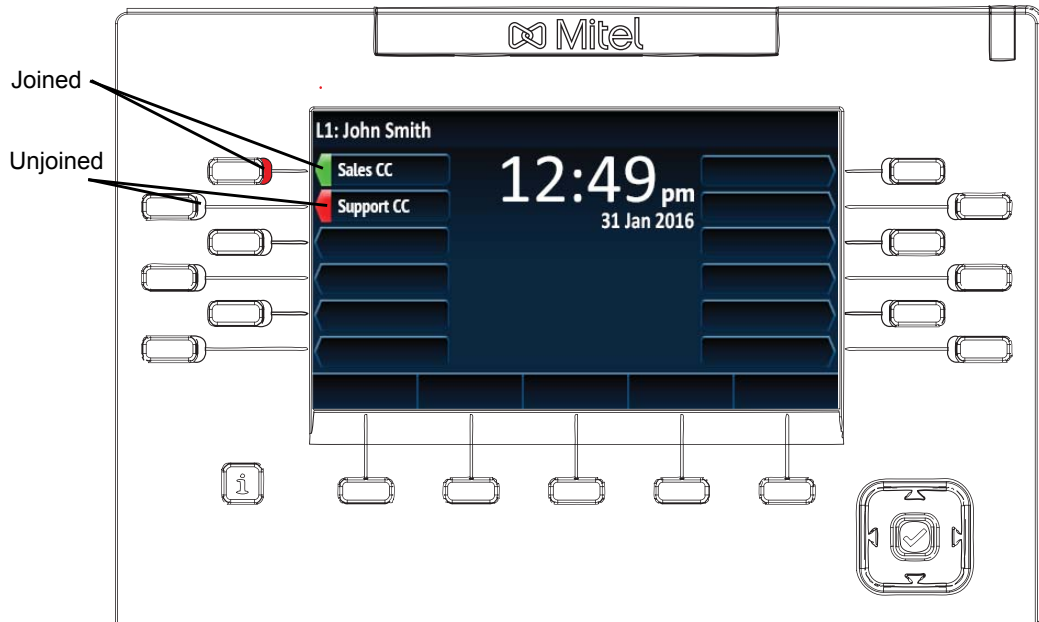 Mitel
Joined
L1: John Smith
Unjoined
Sales CC
12:49 pm
Support CC
31 Jan 2016
i